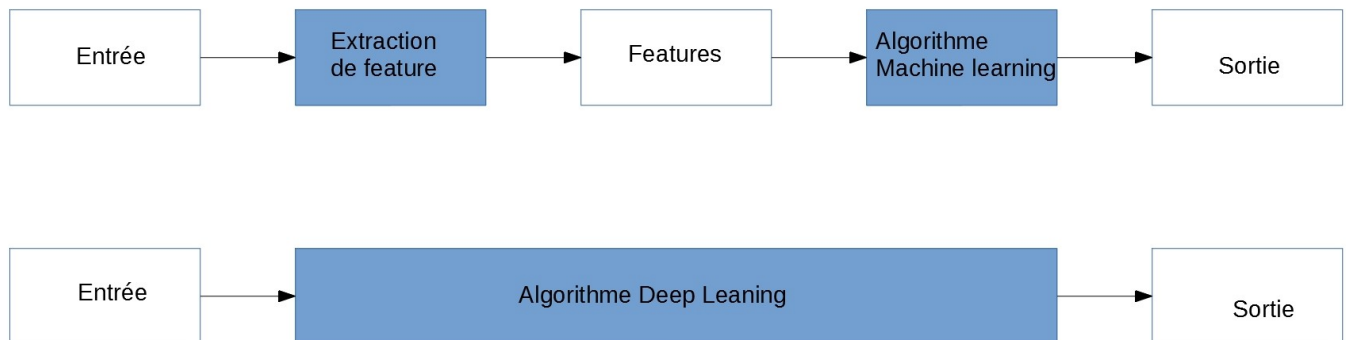 Entrée
Extraction
de feature
Features
Algorithme
Machine learning
Sortie
Entrée
Algorithme Deep Leaning
Sortie